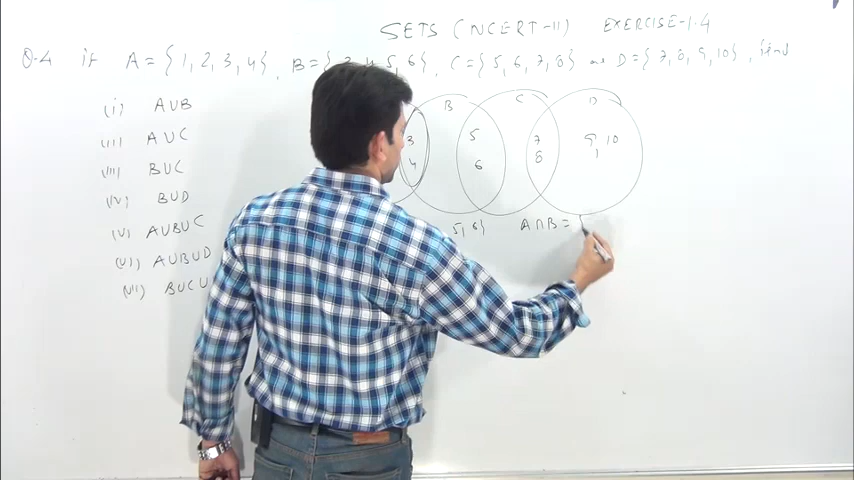 SETS (NCERT-11) EXERCISE-1.4
Q-4 if A = {1, 2, 3, 4}, B = { 3, 4, 5, 6}, C = {5, 6, 7, 8} and D = {7, 8, 9, 10}, find
(i) A∪B
(ii) A∪C
(iii) B∪C
(iv) B∪D
(v) A∪B∪C
(vi) A∪B∪D
(vii) B∪C∪
B C D
3 5 7 9, 10
4 6 8
5, 6} A∩B = {